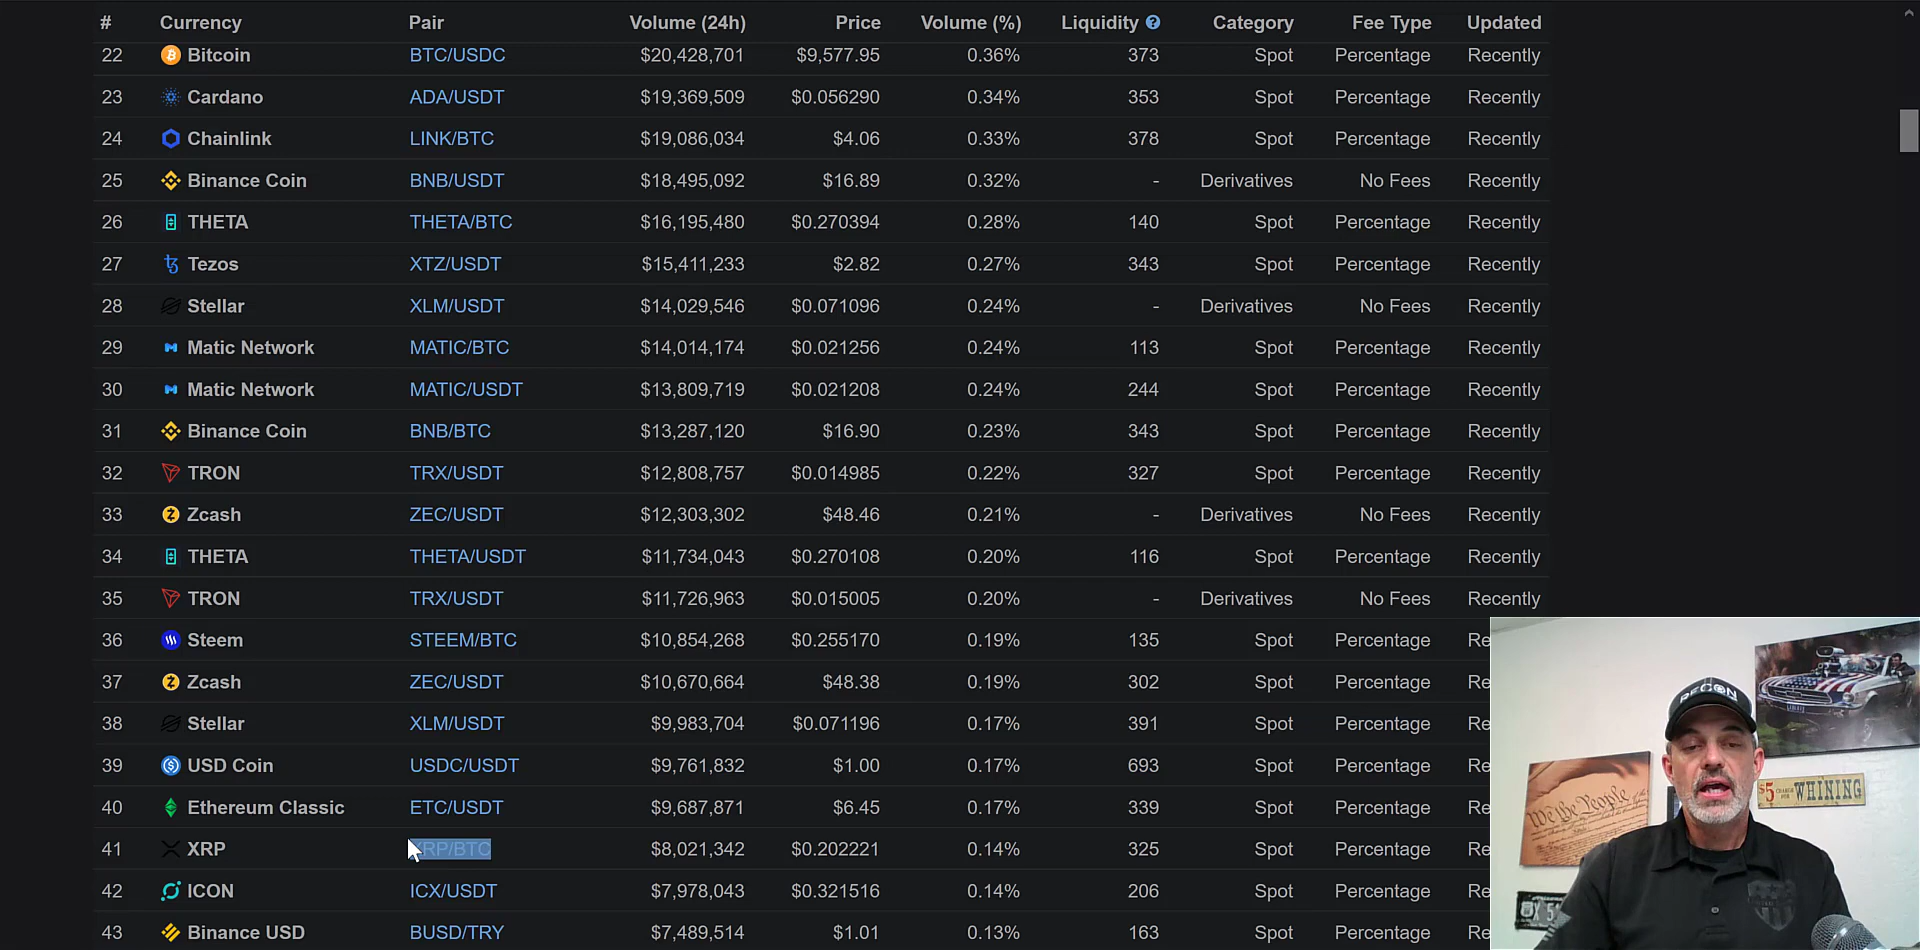 # Currency Pair Volume (24h) Price Volume (%) Liquidity ? Category Fee Type Updated
22 Bitcoin BTC/USDC $20,428,701 $9,577.95 0.36% 373 Spot Percentage Recently
23 Cardano ADA/USDT $19,369,509 $0.056290 0.34% 353 Spot Percentage Recently
24 Chainlink LINK/BTC $19,086,034 $4.06 0.33% 378 Spot Percentage Recently
25 Binance Coin BNB/USDT $18,495,092 $16.89 0.32% - Derivatives No Fees Recently
26 THETA THETA/BTC $16,195,480 $0.270394 0.28% 140 Spot Percentage Recently
27 Tezos XTZ/USDT $15,411,233 $2.82 0.27% 343 Spot Percentage Recently
28 Stellar XLM/USDT $14,029,546 $0.071096 0.24% - Derivatives No Fees Recently
29 Matic Network MATIC/BTC $14,014,174 $0.021256 0.24% 113 Spot Percentage Recently
30 Matic Network MATIC/USDT $13,809,719 $0.021208 0.24% 244 Spot Percentage Recently
31 Binance Coin BNB/BTC $13,287,120 $16.90 0.23% 343 Spot Percentage Recently
32 TRON TRX/USDT $12,808,757 $0.014985 0.22% 327 Spot Percentage Recently
33 Zcash ZEC/USDT $12,303,302 $48.46 0.21% - Derivatives No Fees Recently
34 THETA THETA/USDT $11,734,043 $0.270108 0.20% 116 Spot Percentage Recently
35 TRON TRX/USDT $11,726,963 $0.015005 0.20% - Derivatives No Fees Recently
36 Steem STEEM/BTC $10,854,268 $0.255170 0.19% 135 Spot Percentage Re
37 Zcash ZEC/USDT $10,670,664 $48.38 0.19% 302 Spot Percentage Re
38 Stellar XLM/USDT $9,983,704 $0.071196 0.17% 391 Spot Percentage Re
39 USD Coin USDC/USDT $9,761,832 $1.00 0.17% 693 Spot Percentage Re
40 Ethereum Classic ETC/USDT $9,687,871 $6.45 0.17% 339 Spot Percentage Re
41 XRP XRP/BTC $8,021,342 $0.202221 0.14% 325 Spot Percentage Re
42 ICON ICX/USDT $7,978,043 $0.321516 0.14% 206 Spot Percentage Re
43 Binance USD BUSD/TRY $7,489,514 $1.01 0.13% 163 Spot Percentage Re
RECON
We the People
$5 CHARGE FOR WHINING